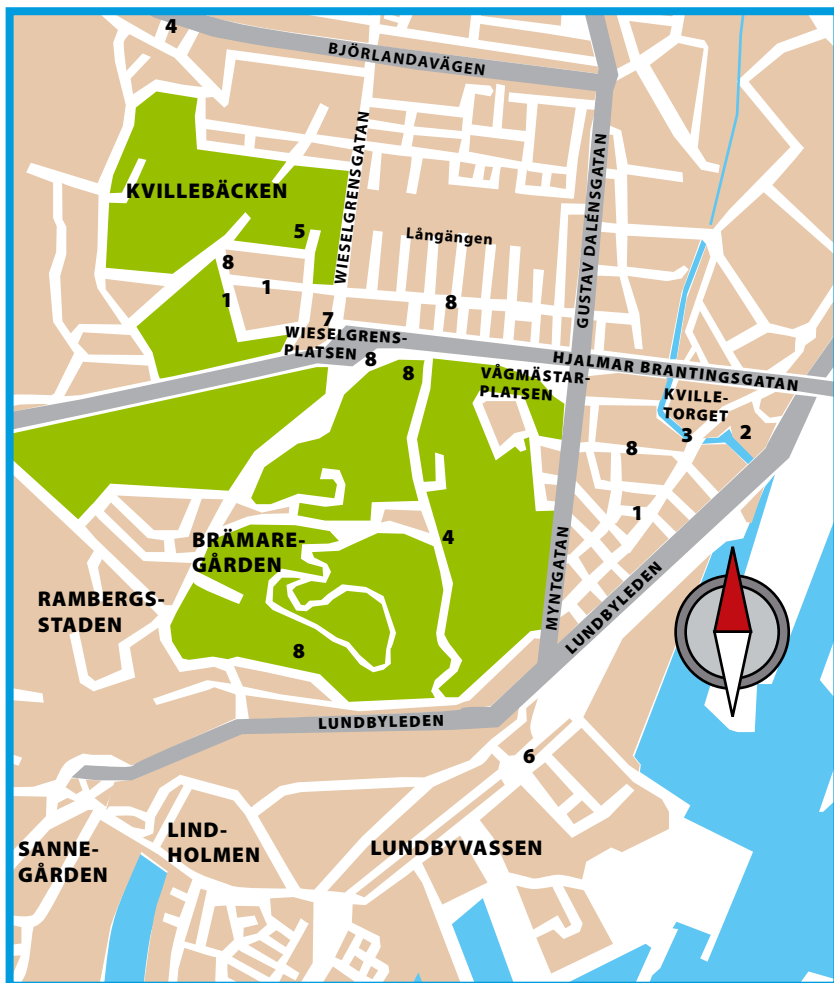 4
BJÖRLANDAVÄGEN
WIESELGRENSGATAN
GUSTAV DALÉNSGATAN
KVILLEBÄCKEN
5
Långängen
8
1
1
8
7
WIESELGRENS-
PLATSEN
8
8
HJALMAR BRANTINGSGATAN
VÅGMÄSTAR-
PLATSEN
KVILLE-
TORGET
3
2
8
1
BRÄMARE-
GÅRDEN
4
MYNTGATAN
LUNDBYLEDEN
RAMBERGS-
STADEN
8
LUNDBYLEDEN
6
LIND-
HOLMEN
LUNDBYVASSEN
SANNE-
GÅRDEN